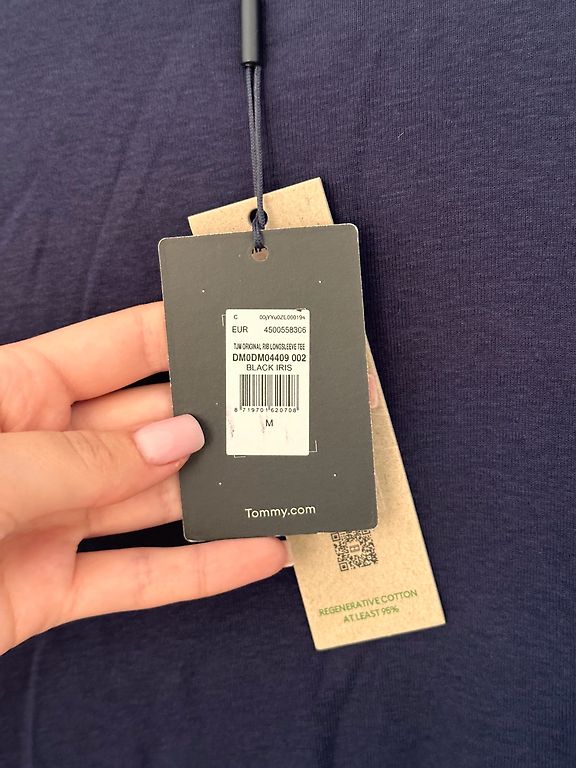 C
EUR 4500558306
TJM ORIGINAL RIB LONGSLEEVE TEE
DM0DM04409 002
BLACK IRIS
8 719701 620708
M
Tommy.com
REGENERATIVE COTTON
AT LEAST 95%